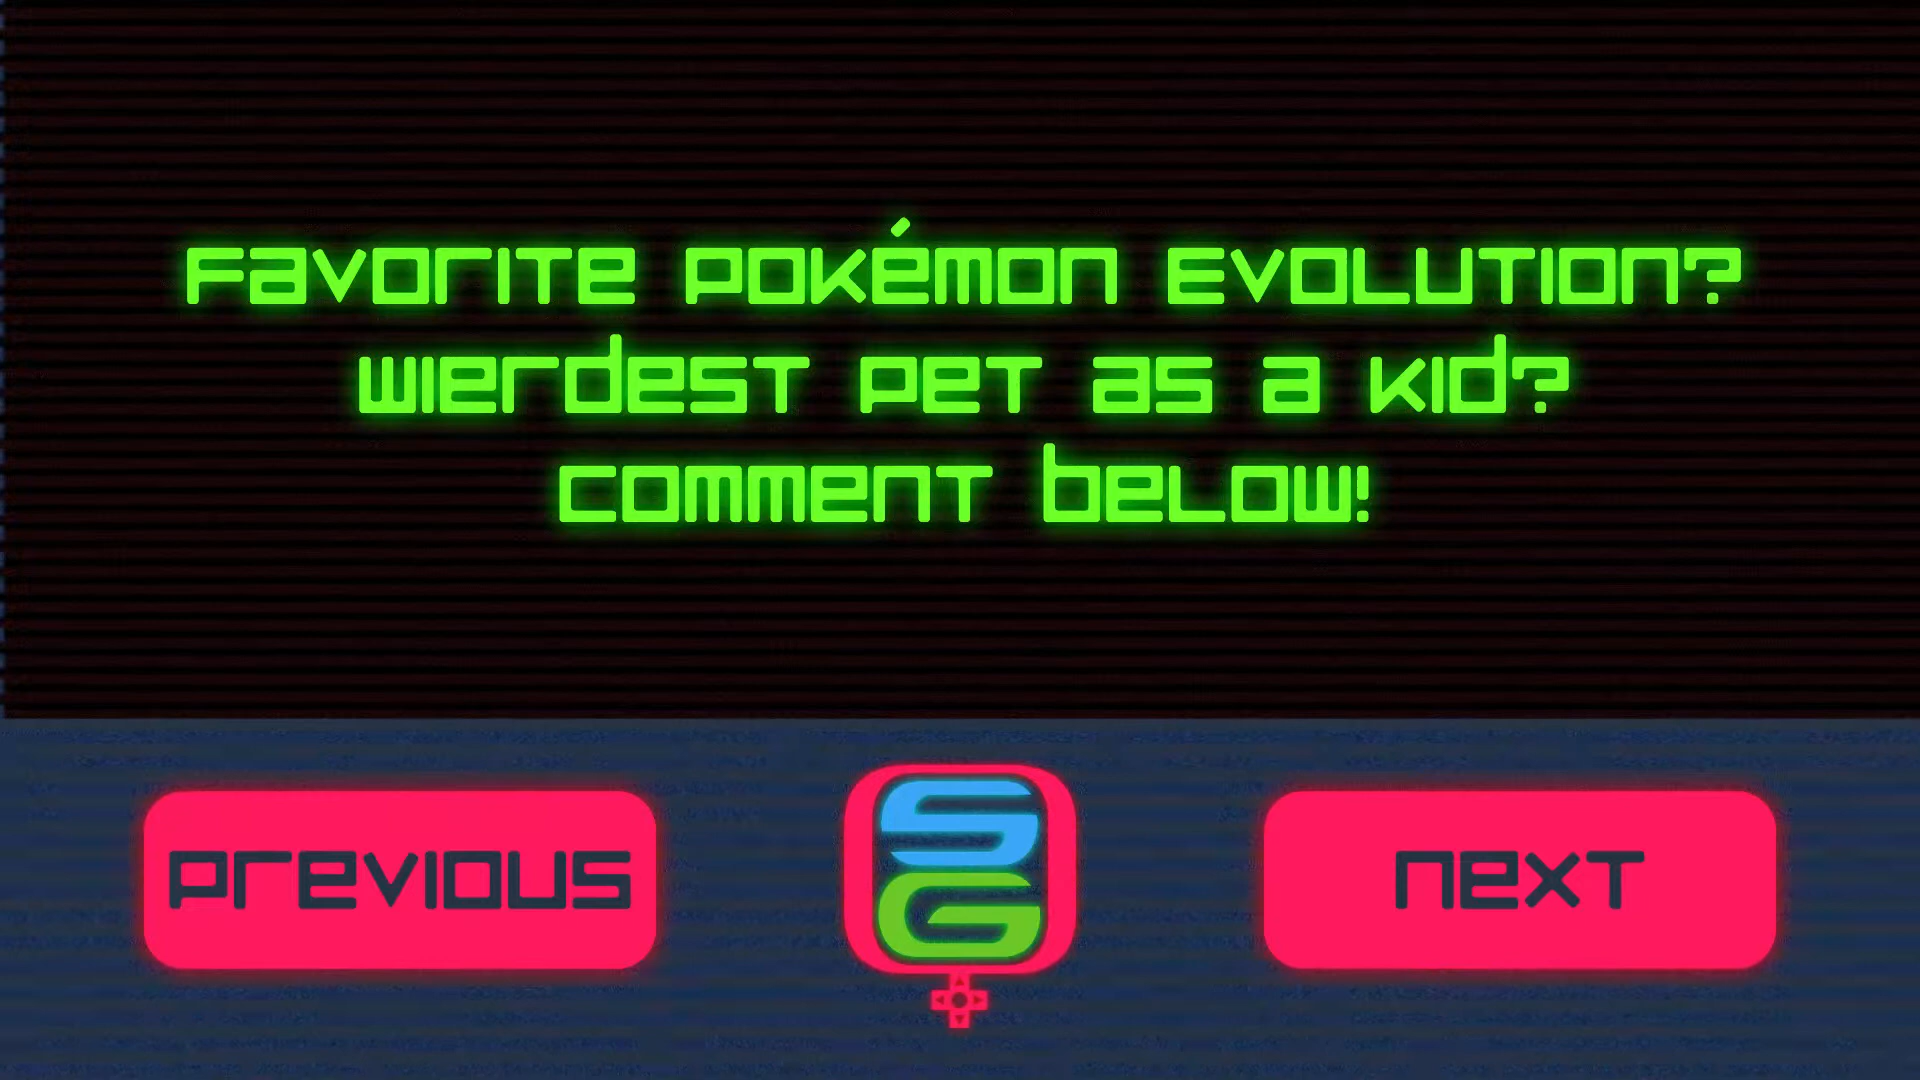 Favorite Pokémon Evolution?
Wierdest pet as a kid?
Comment below!
Previous
SG
Next